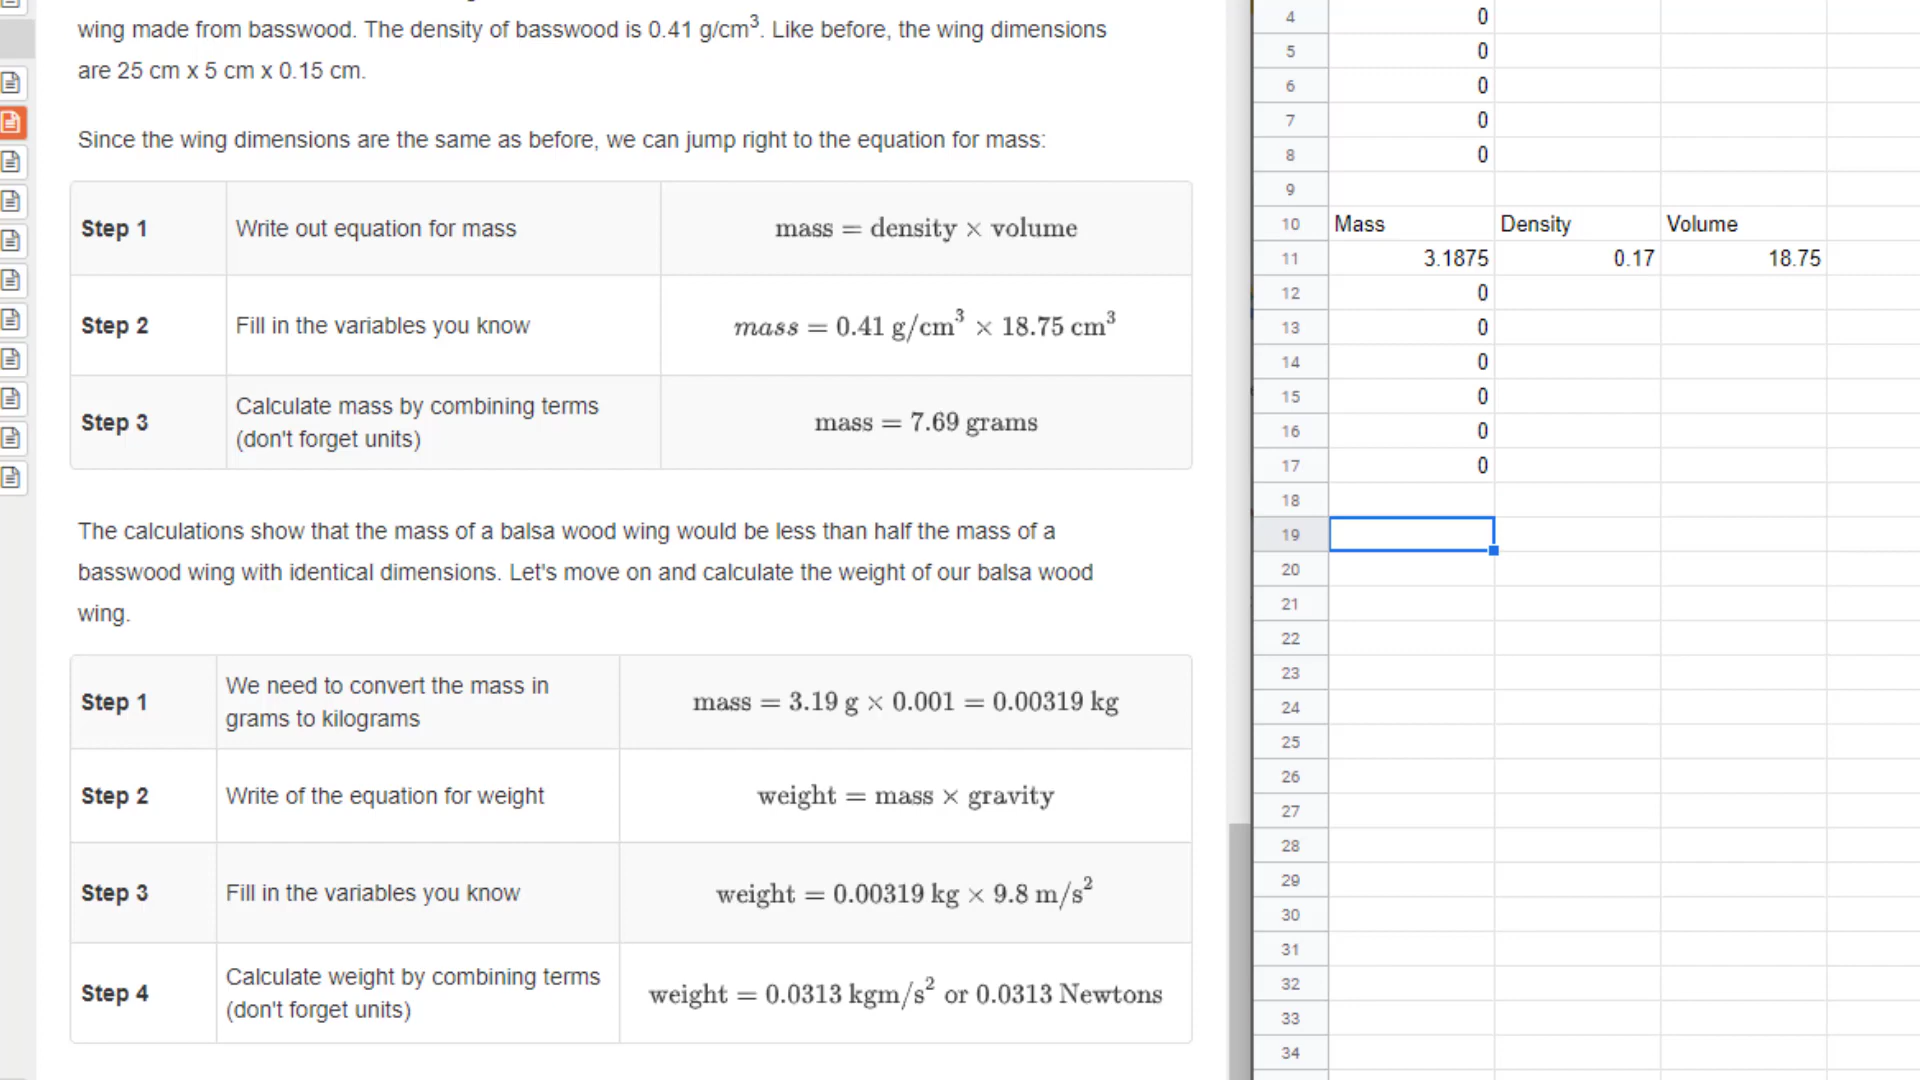 wing made from basswood. The density of basswood is 0.41 g/cm³. Like before, the wing dimensions
are 25 cm x 5 cm x 0.15 cm.
Since the wing dimensions are the same as before, we can jump right to the equation for mass:
Step 1 Write out equation for mass mass = density × volume
Step 2 Fill in the variables you know mass = 0.41 g/cm³ × 18.75 cm³
Step 3 Calculate mass by combining terms
(don't forget units) mass = 7.69 grams
The calculations show that the mass of a balsa wood wing would be less than half the mass of a
basswood wing with identical dimensions. Let's move on and calculate the weight of our balsa wood
wing.
Step 1 We need to convert the mass in
grams to kilograms mass = 3.19 g × 0.001 = 0.00319 kg
Step 2 Write of the equation for weight weight = mass × gravity
Step 3 Fill in the variables you know weight = 0.00319 kg × 9.8 m/s²
Step 4 Calculate weight by combining terms
(don't forget units) weight = 0.0313 kgm/s² or 0.0313 Newtons
4 0
5 0
6 0
7 0
8 0
9
10 Mass Density Volume
11 3.1875 0.17 18.75
12 0
13 0
14 0
15 0
16 0
17 0
18
19
20
21
22
23
24
25
26
27
28
29
30
31
32
33
34